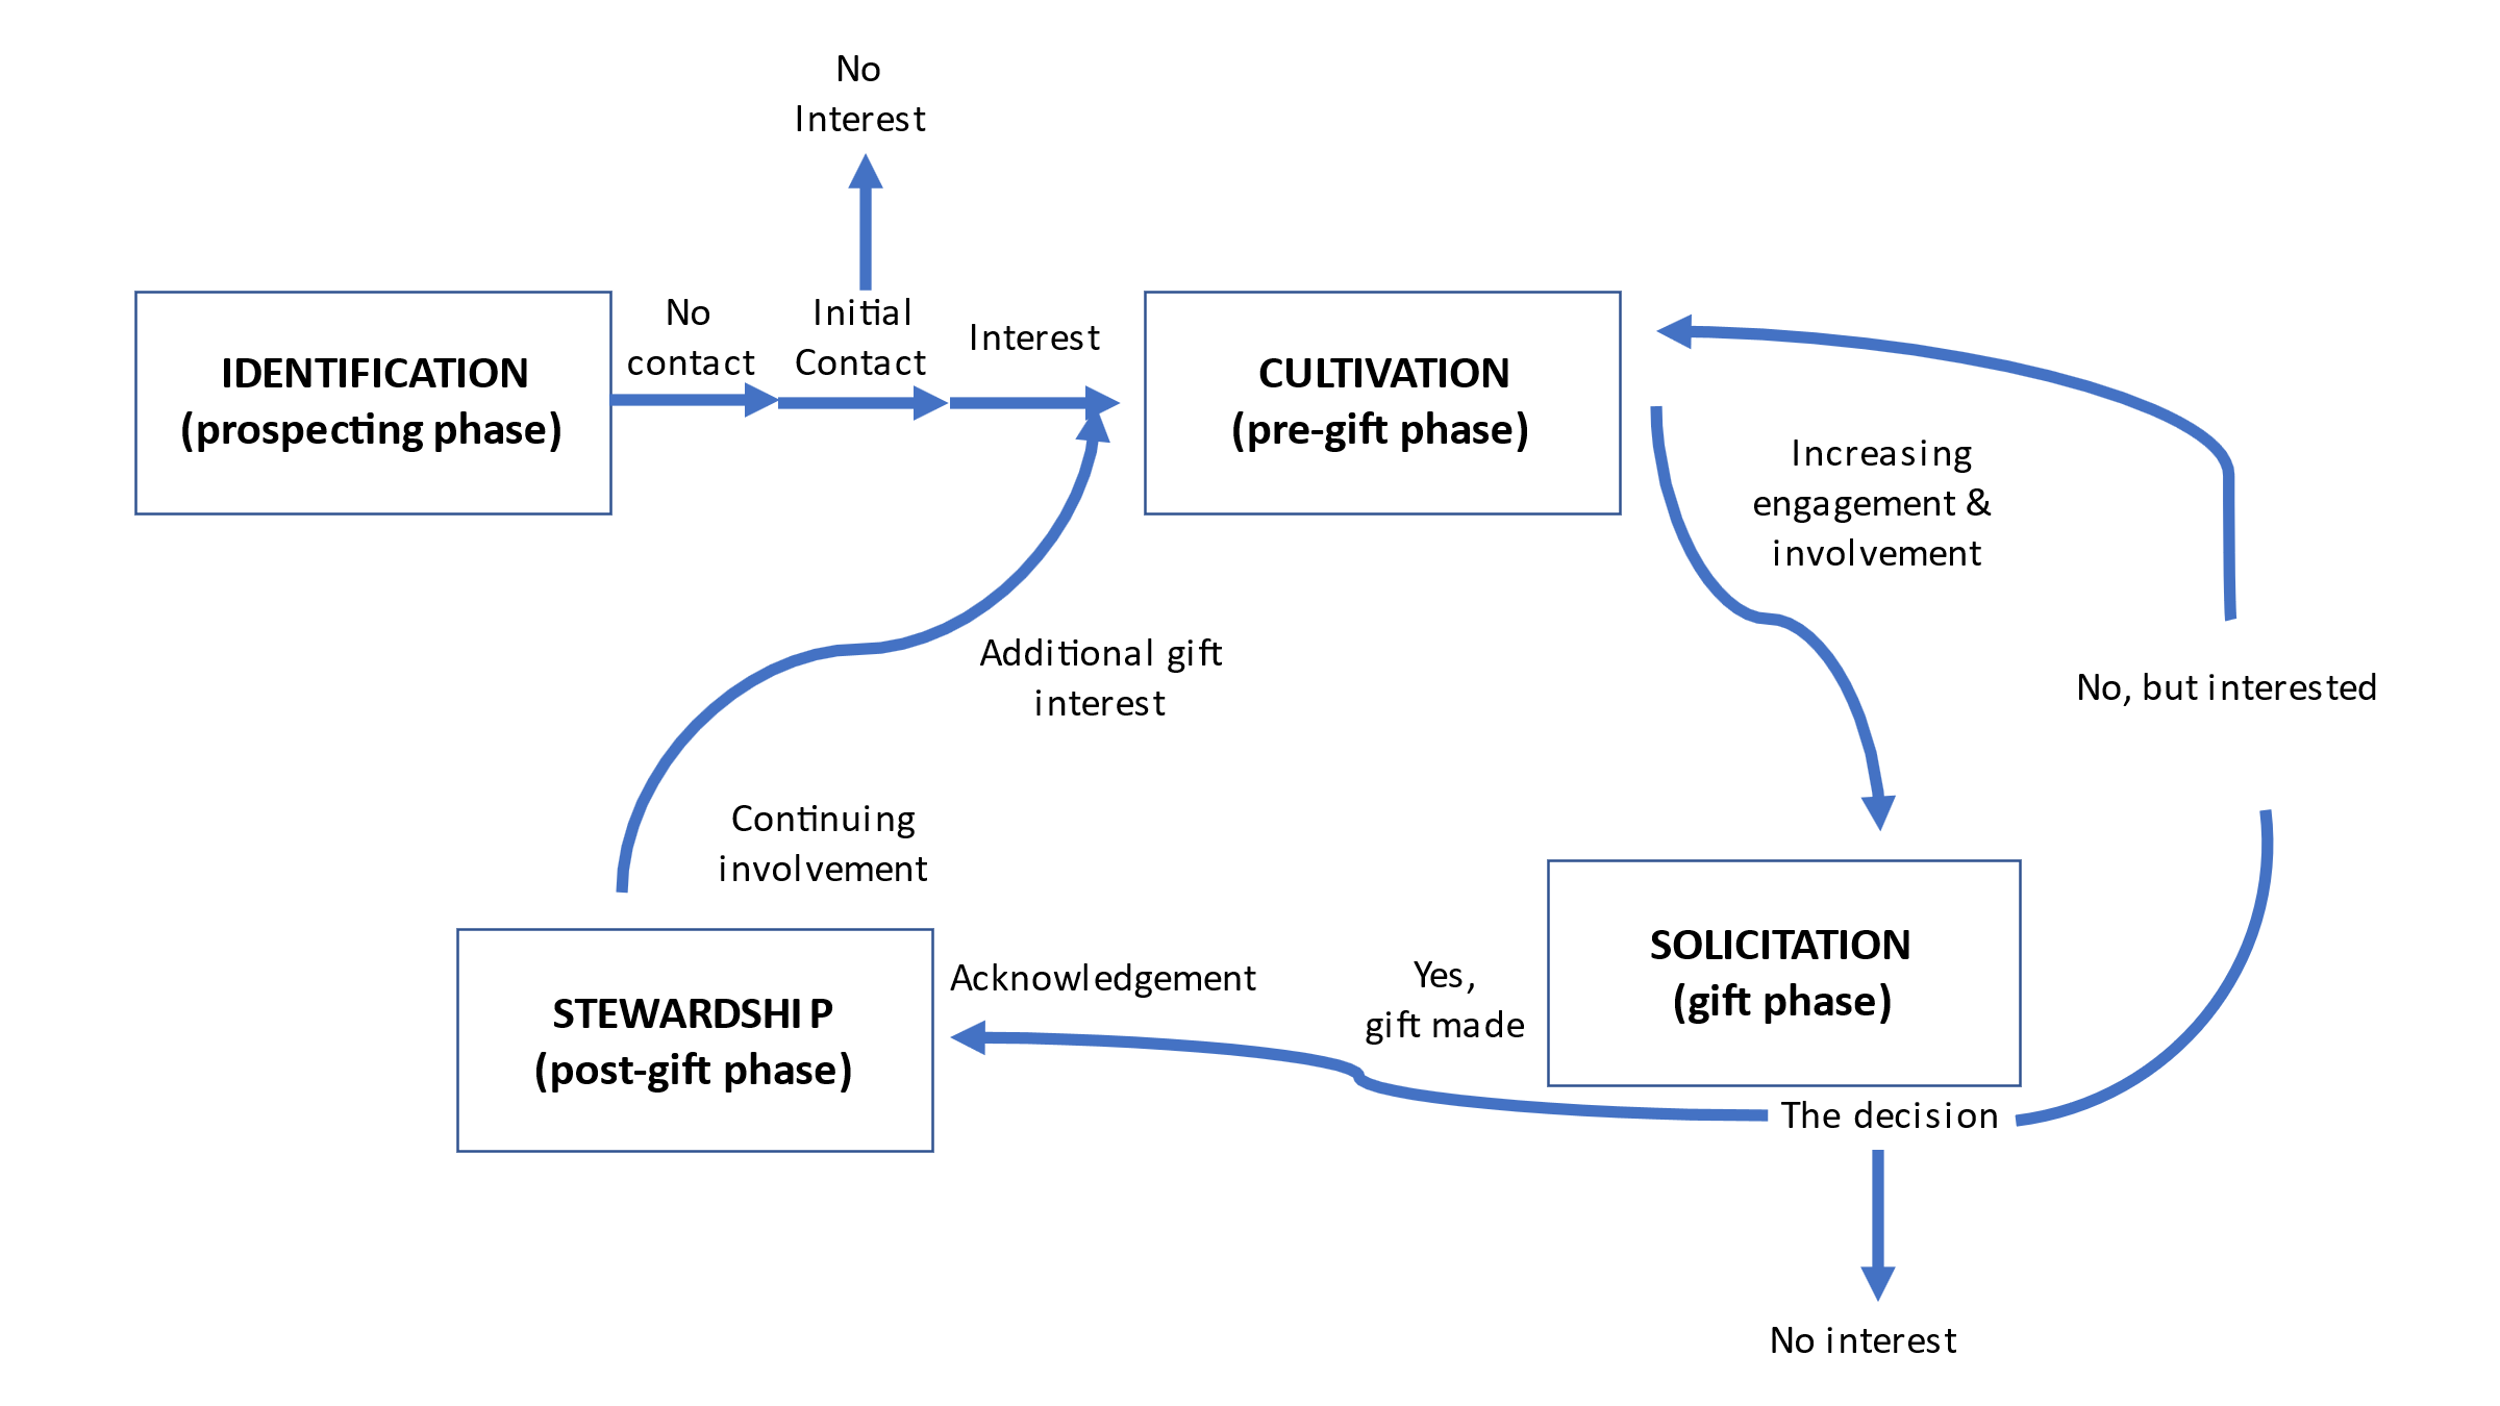 No
Interest
IDENTIFICATION
(prospecting phase)
No
contact
Initial
Contact
Interest
CULTIVATION
(pre-gift phase)
Increasing
engagement &
involvement
No, but interested
Additional gift
interest
Continuing
involvement
STEWARDSHIP
(post-gift phase)
Acknowledgement
Yes,
gift made
SOLICITATION
(gift phase)
The decision
No interest